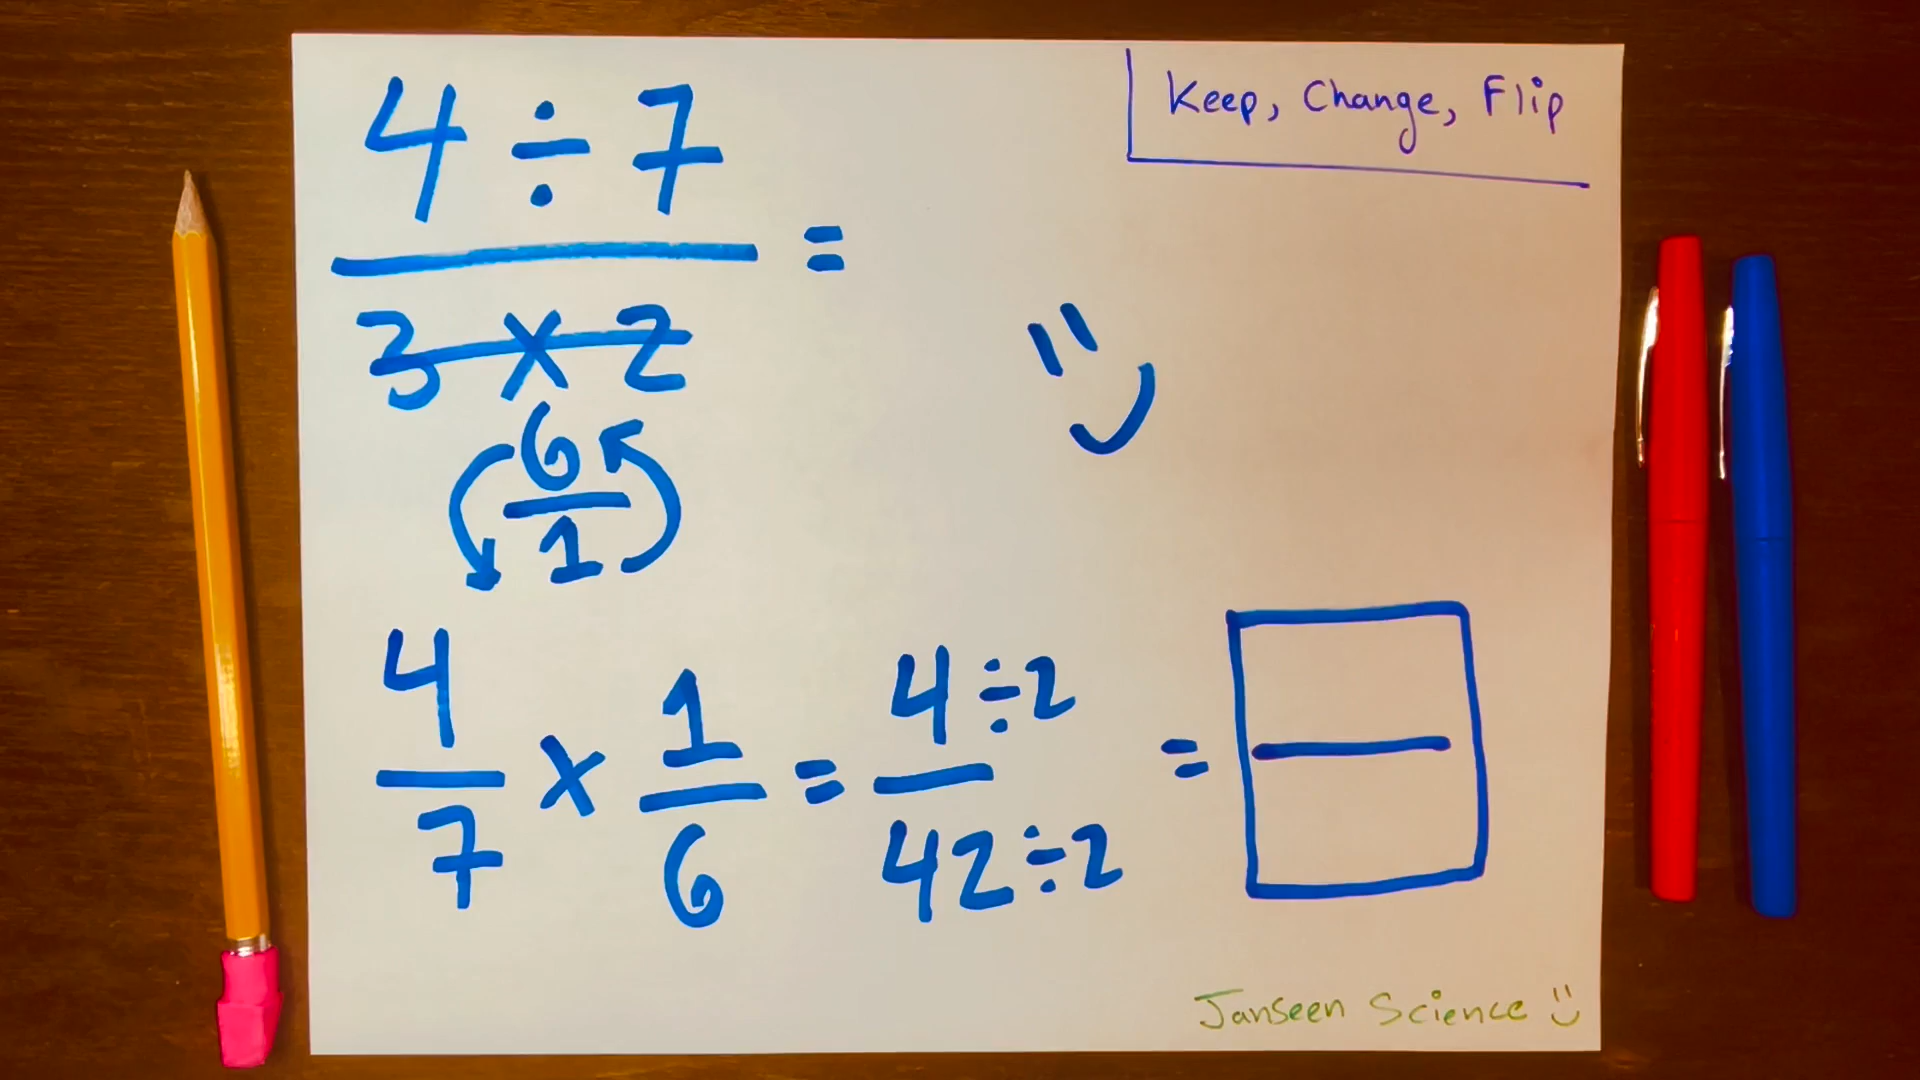 Keep, Change, Flip
4 ÷ 7
=
3 x 2
6
1
4/7 x 1/6 = 4÷2/42÷2 =
Janseen Science